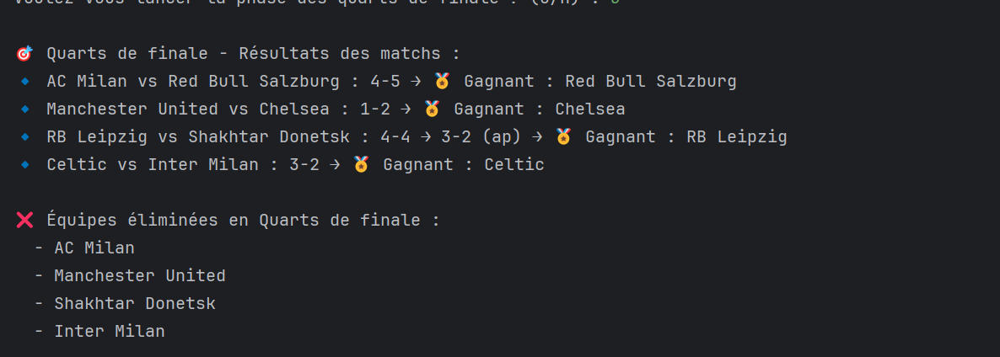 Voulez-vous lancer la phase des quarts de finale ? (O/N) : O
🎯 Quarts de finale - Résultats des matchs :
🔹 AC Milan vs Red Bull Salzburg : 4-5 → 🏅 Gagnant : Red Bull Salzburg
🔹 Manchester United vs Chelsea : 1-2 → 🏅 Gagnant : Chelsea
🔹 RB Leipzig vs Shakhtar Donetsk : 4-4 → 3-2 (ap) → 🏅 Gagnant : RB Leipzig
🔹 Celtic vs Inter Milan : 3-2 → 🏅 Gagnant : Celtic
❌ Équipes éliminées en Quarts de finale :
- AC Milan
- Manchester United
- Shakhtar Donetsk
- Inter Milan